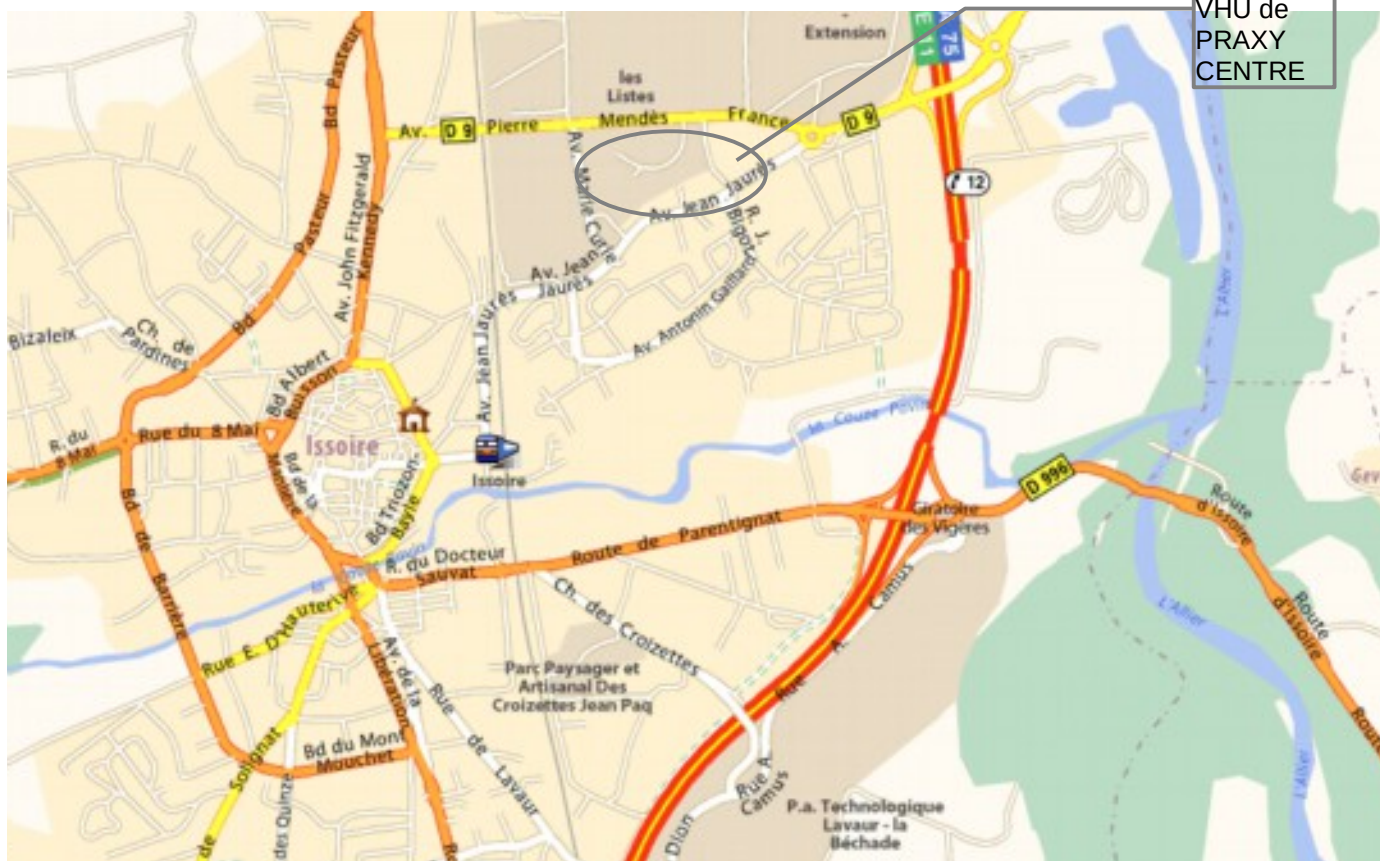 VHU de
PRAXY
CENTRE
Extension
E 11
75
les
Listes
Bd Pasteur
Av.
D 9
Pierre
Mendès
France
D 9
12
Av. Marie Curie
Av. Jean Jaurès
R. J.
Bigot
Pasteur
Av. John Fitzgerald
Kennedy
Av. Jean
Jaurès
Av. Jean Jaurès
Av. Antonin Gaillard
L'Allier
Bizaleix
Ch. de
Pardines
Bd
Bd Albert
Buisson
R. du
8 Mai
Rue du 8 Mai
Issoire
Bd de la
Manlière
Bd Triozon-
Bayle
Issoire
la Couze Pavin
D 996
Giratoire
des Vigères
Route
d'Issoire
Route
d'Issoire
Route
Bd de
Barrière
R. du Docteur
Sauvat
Route de Parentignat
Ch. des Croizettes
Rue A. Camus
L'Allier
Rue E. D'Hauterive
Av. de la
Libération
Rue de Lavaur
Parc Paysager et
Artisanal Des
Croizettes Jean Paq
Bd du Mont
Mouchet
Solignat
de
des Quinze
Rue A.
Camus
Dion
P.a. Technologique
Lavaur - la
Béchade
L'Allier